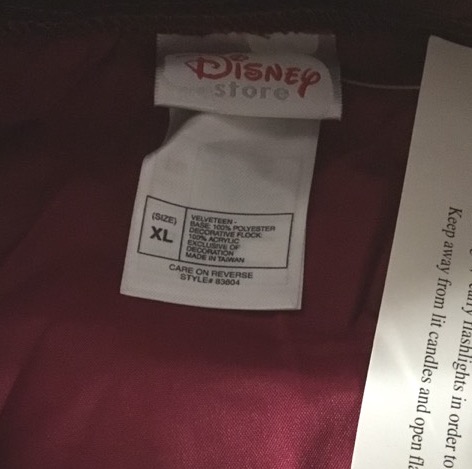 DISNEY
store
(SIZE)
XL
VELVETEEN -
BASE: 100% POLYESTER
DECORATIVE FLOCK:
100% ACRYLIC
EXCLUSIVE OF
DECORATION
MADE IN TAIWAN
CARE ON REVERSE
STYLE# 83804
flashlights in order to
Keep away from lit candles and open